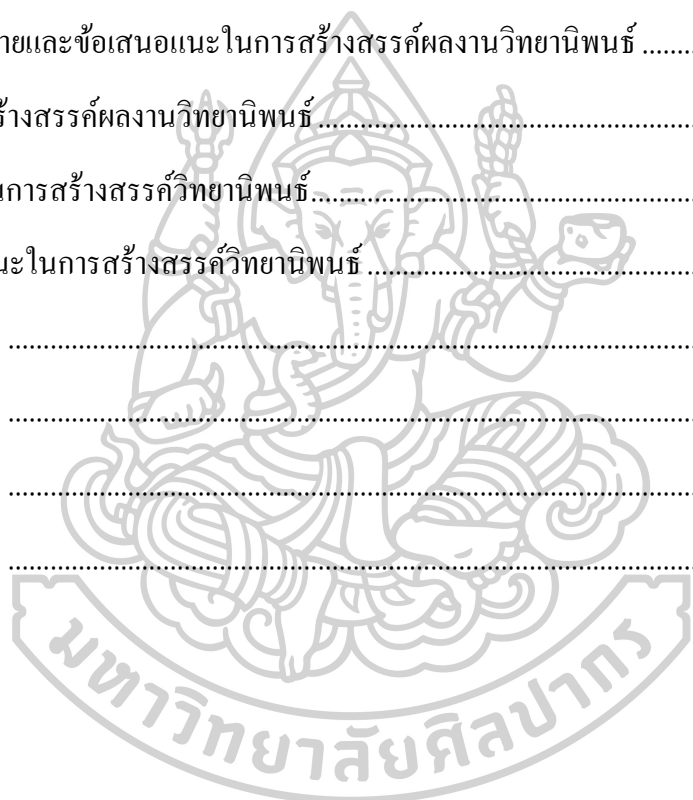 ายและข้อเสนอแนะในการสร้างสรรค์ผลงานวิทยานิพนธ์ ........
ร้างสรรค์ผลงานวิทยานิพนธ์ ........................................................................
นการสร้างสรรค์วิทยานิพนธ์ ........................................................................
นะในการสร้างสรรค์วิทยานิพนธ์ ................................................................
................................................................................................................................
................................................................................................................................
................................................................................................................................
................................................................................................................................
มหาวิทยาลัยศิลปากร